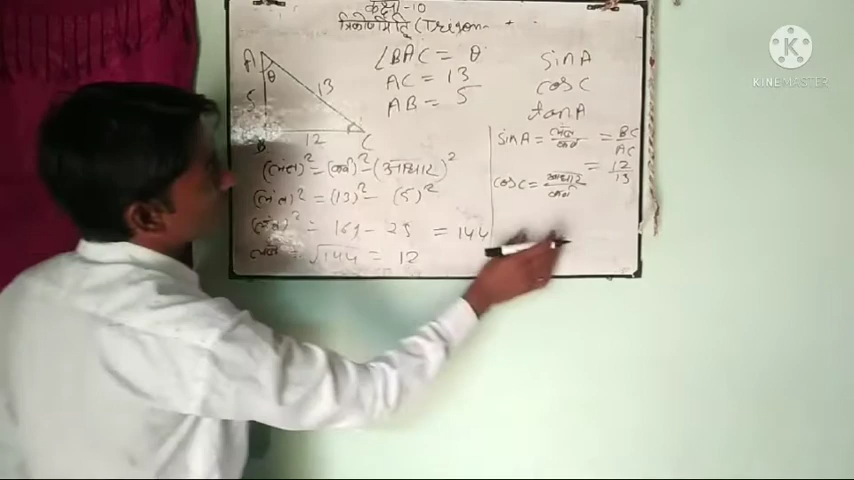 कक्षा-10
त्रिकोणमिति (Trigon
A
θ
5
13
B
12
C
∠BAC = θ
AC = 13
AB = 5
sin A
cos C
tan A
(लंब)² = (कर्ण)² - (आधार)²
(लंब)² = (13)² - (5)²
(लंब)² = 169 - 25 = 144
लंब = √144 = 12
sin A = लंब/कर्ण = BC/AC
= 12/13
cos C = आधार/कर्ण
K
KINEMASTER